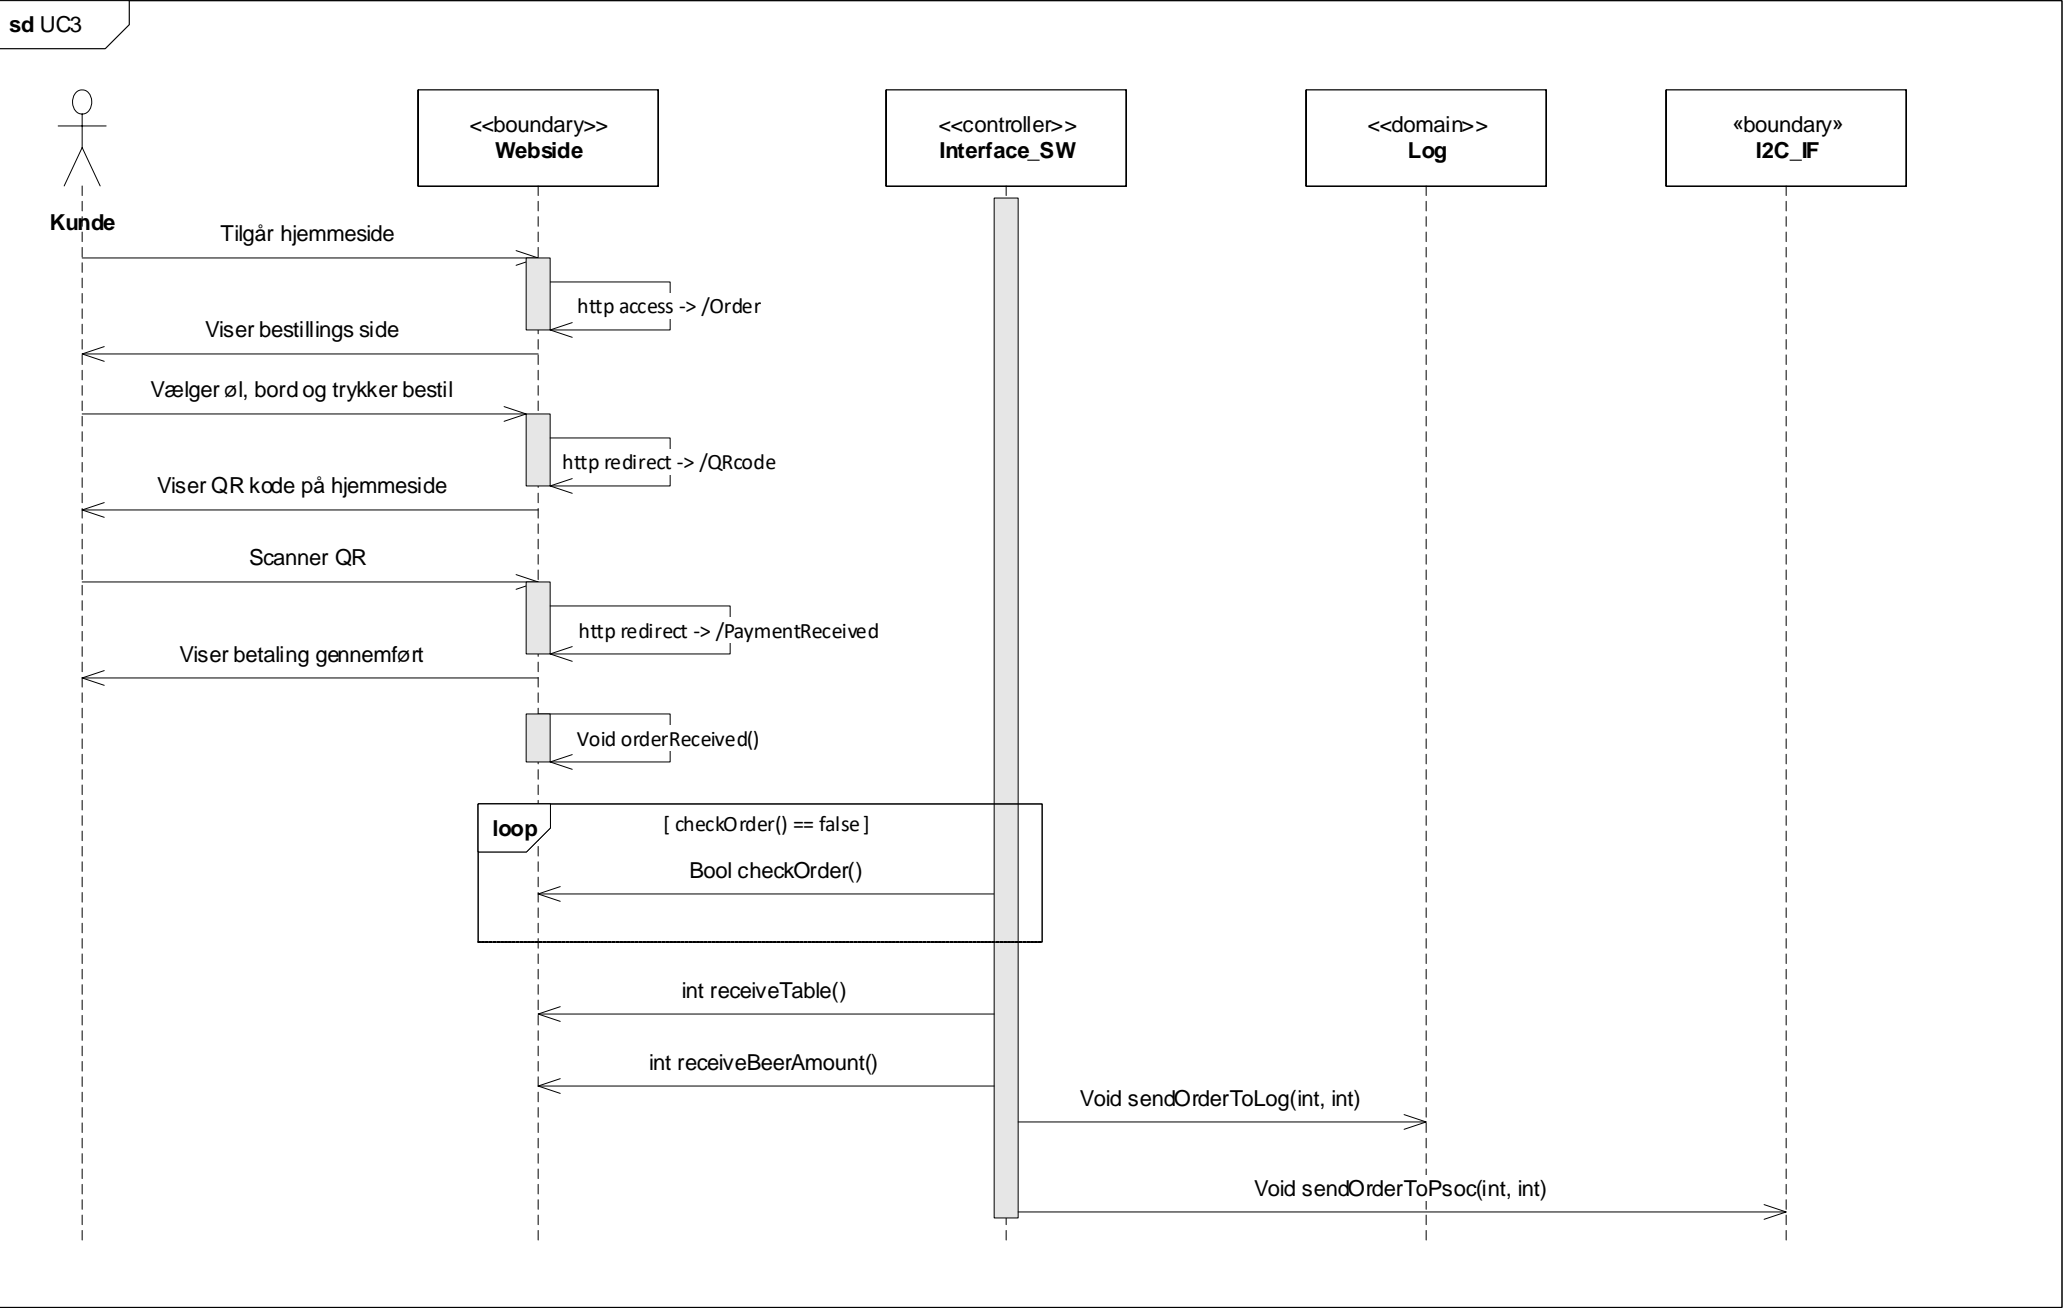 sd UC3
<<boundary>>
Webside
<<controller>>
Interface_SW
<<domain>>
Log
«boundary»
I2C_IF
Kunde
Tilgår hjemmeside
http access -> /Order
Viser bestillings side
Vælger øl, bord og trykker bestil
http redirect -> /QRcode
Viser QR kode på hjemmeside
Scanner QR
http redirect -> /PaymentReceived
Viser betaling gennemført
Void orderReceived()
loop
[ checkOrder() == false ]
Bool checkOrder()
int receiveTable()
int receiveBeerAmount()
Void sendOrderToLog(int, int)
Void sendOrderToPsoc(int, int)